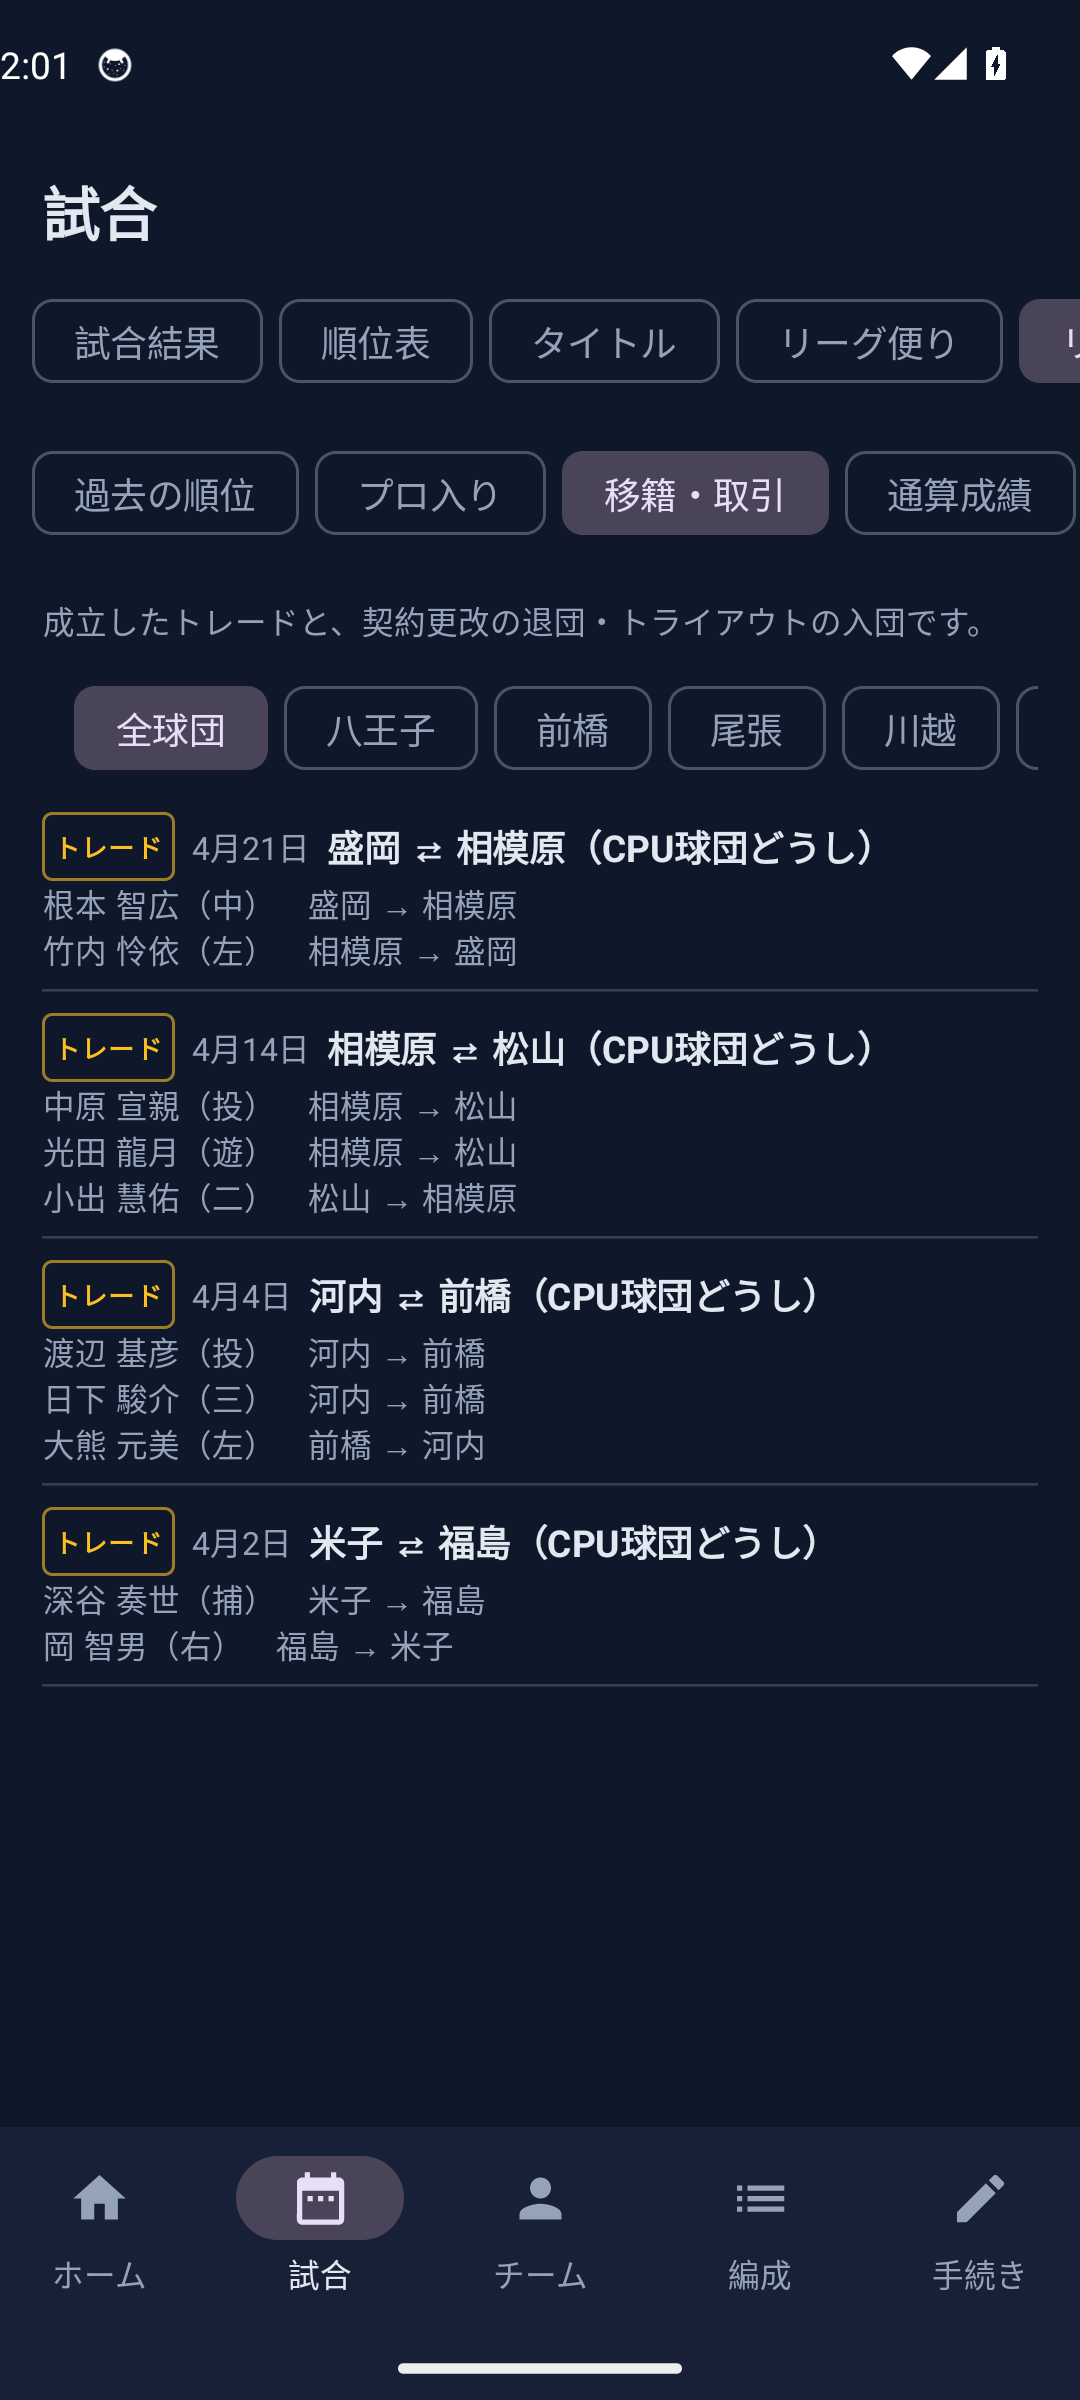 2:01
試合
試合結果 順位表 タイトル リーグ便り リ
過去の順位 プロ入り 移籍・取引 通算成績
成立したトレードと、契約更改の退団・トライアウトの入団です。
全球団 八王子 前橋 尾張 川越
トレード 4月21日 盛岡 ⇄ 相模原（CPU球団どうし）
根本 智広（中） 盛岡 → 相模原
竹内 怜依（左） 相模原 → 盛岡
トレード 4月14日 相模原 ⇄ 松山（CPU球団どうし）
中原 宣親（投） 相模原 → 松山
光田 龍月（遊） 相模原 → 松山
小出 慧佑（二） 松山 → 相模原
トレード 4月4日 河内 ⇄ 前橋（CPU球団どうし）
渡辺 基彦（投） 河内 → 前橋
日下 駿介（三） 河内 → 前橋
大熊 元美（左） 前橋 → 河内
トレード 4月2日 米子 ⇄ 福島（CPU球団どうし）
深谷 奏世（捕） 米子 → 福島
岡 智男（右） 福島 → 米子
ホーム 試合 チーム 編成 手続き